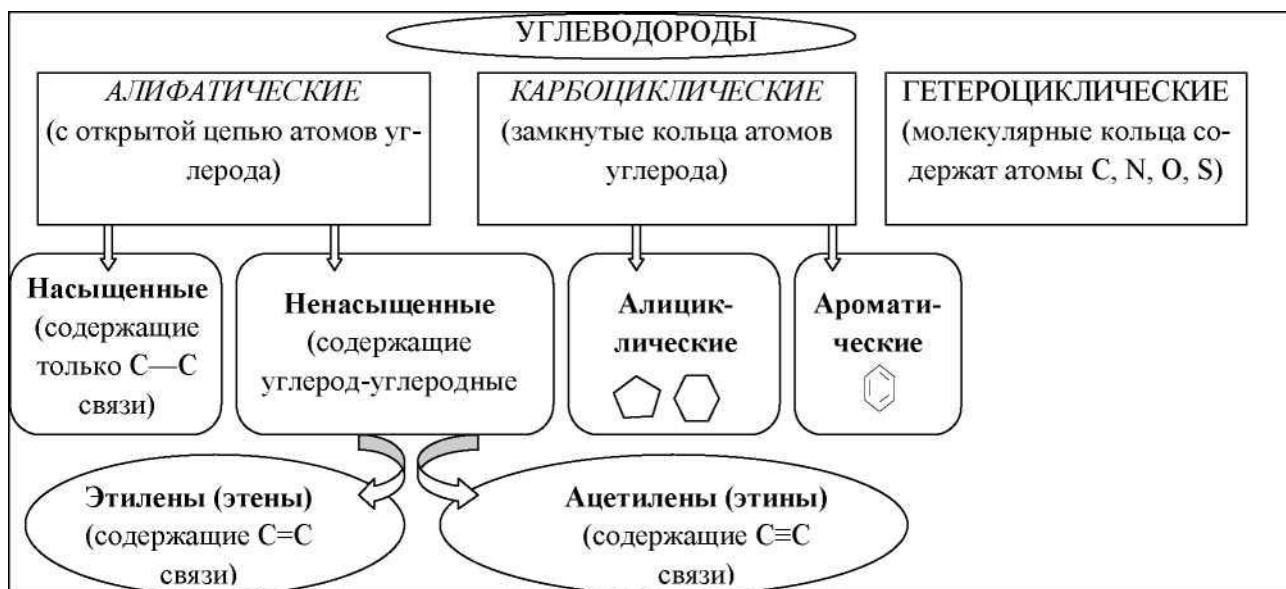 УГЛЕВОДОРОДЫ
АЛИФАТИЧЕСКИЕ
(с открытой цепью атомов уг-
лерода)
КАРБОЦИКЛИЧЕСКИЕ
(замкнутые кольца атомов
углерода)
ГЕТЕРОЦИКЛИЧЕСКИЕ
(молекулярные кольца со-
держат атомы C, N, O, S)
Насыщенные
(содержащие
только C—C
связи)
Ненасыщенные
(содержащие
углерод-углеродные
Алицик-
лические
Аромати-
ческие
Этилены (этены)
(содержащие C=C
связи)
Ацетилены (этины)
(содержащие C≡C
связи)